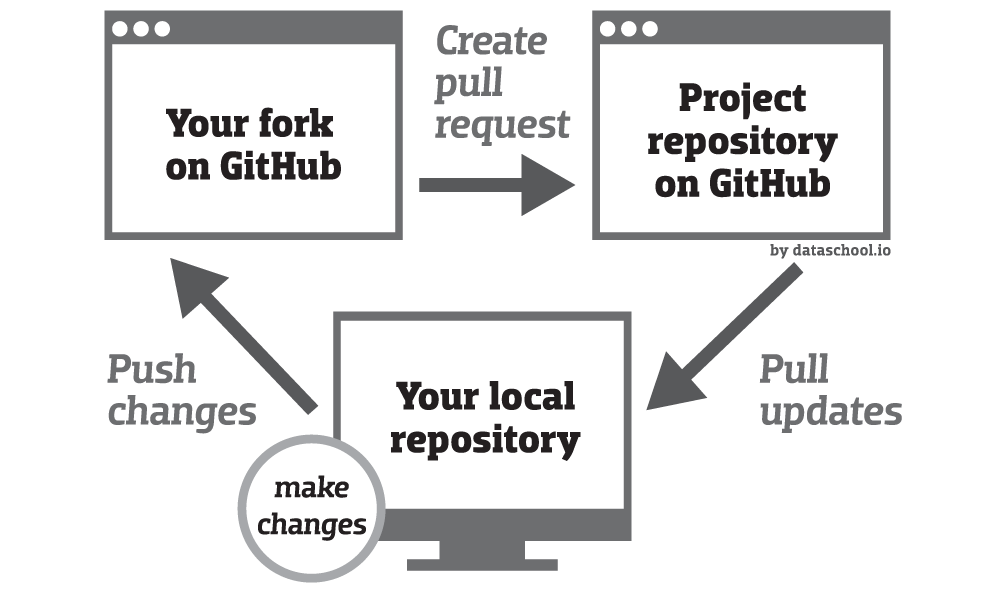 Your fork
on GitHub
Create
pull
request
Project
repository
on GitHub
by dataschool.io
Push
changes
Your local
repository
make
changes
Pull
updates